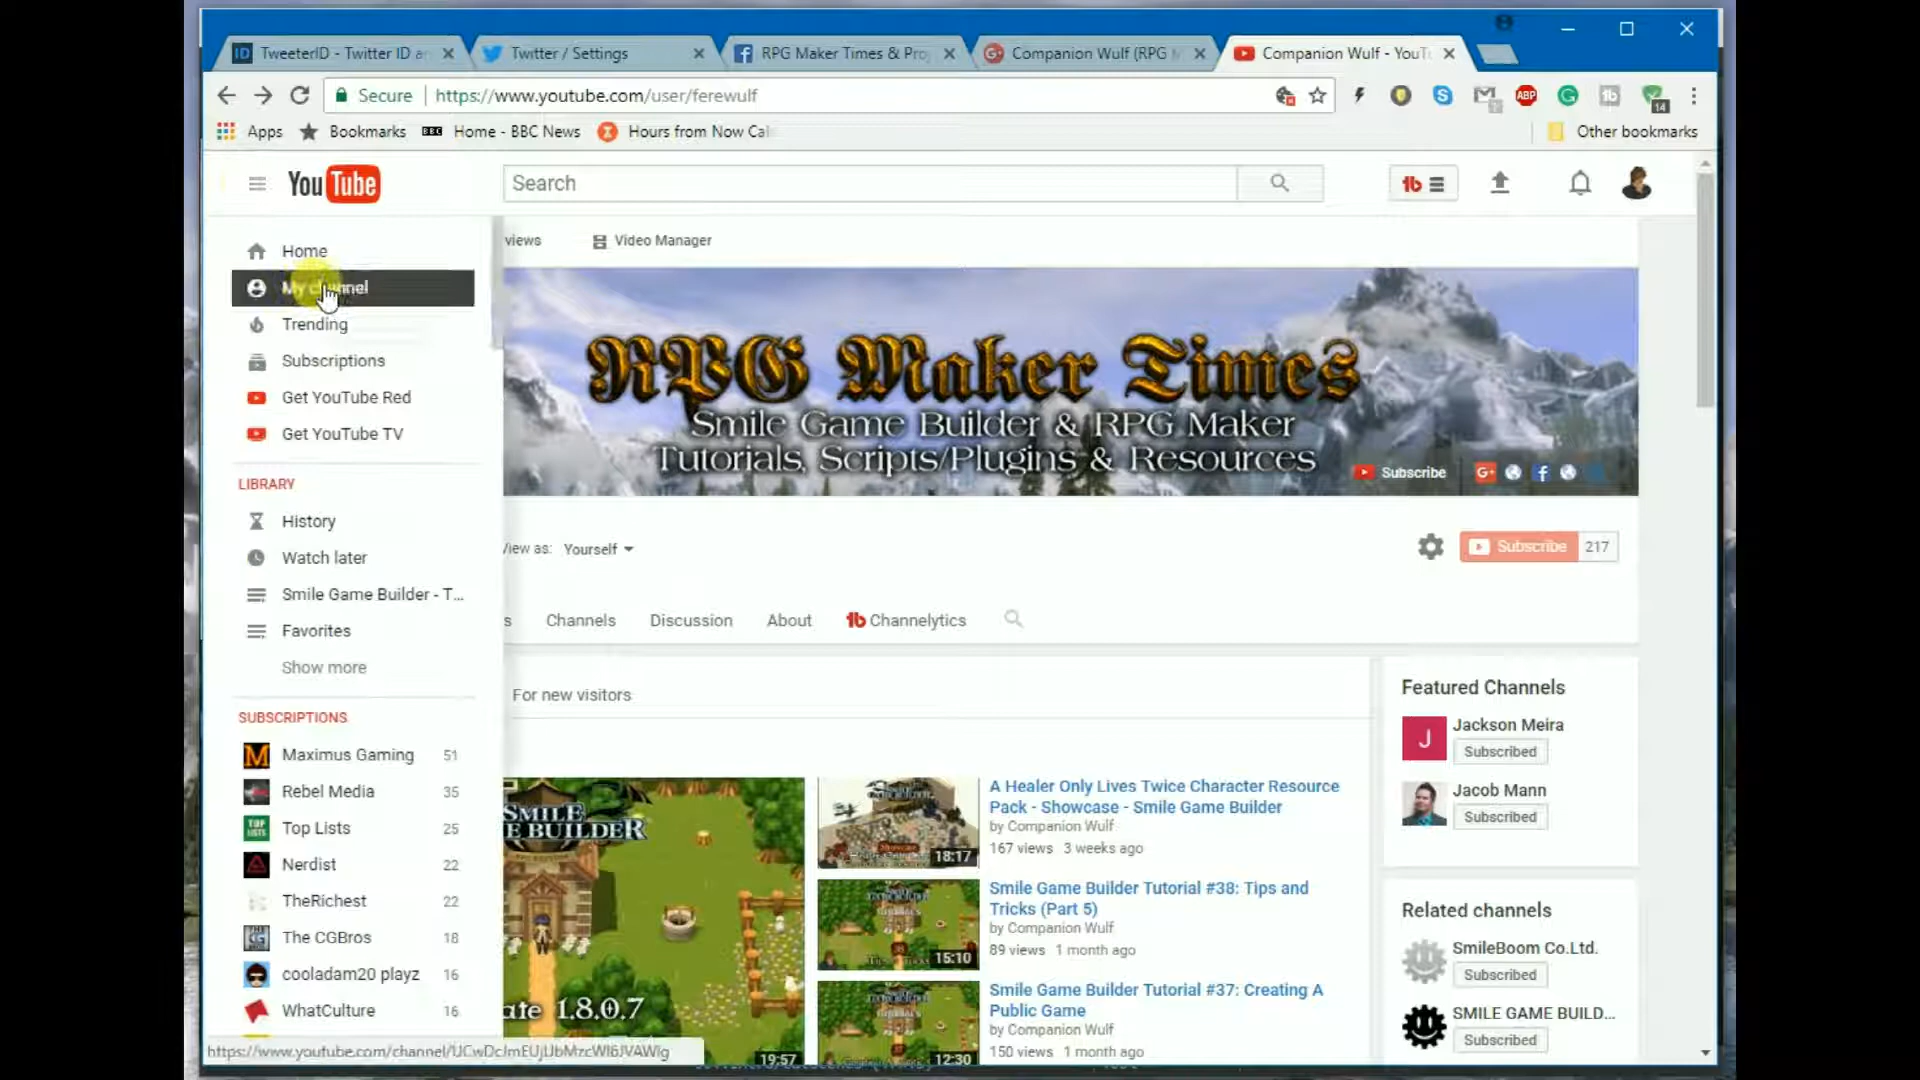 TweeterID - Twitter ID an
Twitter / Settings
RPG Maker Times & Pro
Companion Wulf (RPG M
Companion Wulf - YouTu
Secure
https://www.youtube.com/user/ferewulf
ABP
14
Apps
Bookmarks
Home - BBC News
Hours from Now Cal
Other bookmarks
YouTube
Search
Home
My channel
Trending
Subscriptions
Get YouTube Red
Get YouTube TV
LIBRARY
History
Watch later
Smile Game Builder - T...
Favorites
Show more
SUBSCRIPTIONS
Maximus Gaming 51
Rebel Media 35
Top Lists 25
Nerdist 22
TheRichest 22
The CGBros 18
cooladam20 playz 16
WhatCulture 16
views
Video Manager
RPG Maker Times
Smile Game Builder & RPG Maker
Tutorials, Scripts/Plugins & Resources
Subscribe
View as: Yourself
Subscribe 217
s Channels Discussion About Channelytics
For new visitors
SMILE
E BUILDER
ate 1.8.0.7
19:57
18:17
A Healer Only Lives Twice Character Resource
Pack - Showcase - Smile Game Builder
by Companion Wulf
167 views 3 weeks ago
15:10
Smile Game Builder Tutorial #38: Tips and
Tricks (Part 5)
by Companion Wulf
89 views 1 month ago
12:30
Smile Game Builder Tutorial #37: Creating A
Public Game
by Companion Wulf
150 views 1 month ago
Featured Channels
Jackson Meira
Subscribed
Jacob Mann
Subscribed
Related channels
SmileBoom Co.Ltd.
Subscribed
SMILE GAME BUILD...
Subscribed